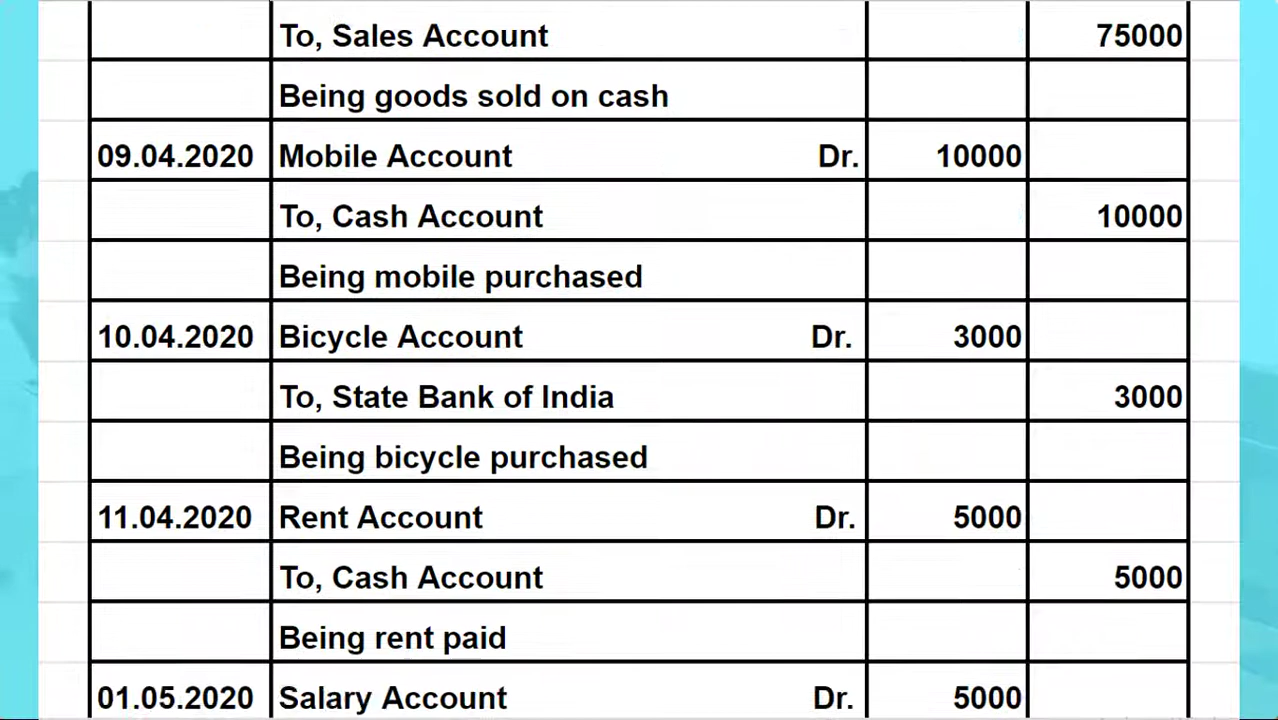 To, Sales Account 75000
Being goods sold on cash
09.04.2020 Mobile Account Dr. 10000
To, Cash Account 10000
Being mobile purchased
10.04.2020 Bicycle Account Dr. 3000
To, State Bank of India 3000
Being bicycle purchased
11.04.2020 Rent Account Dr. 5000
To, Cash Account 5000
Being rent paid
01.05.2020 Salary Account Dr. 5000